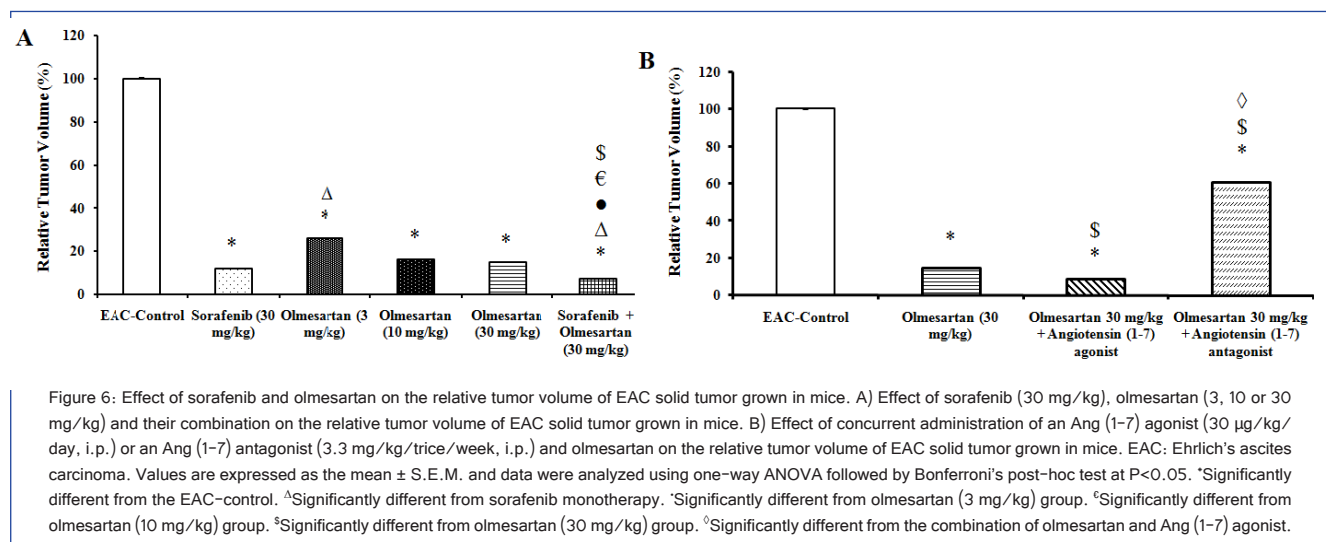 A
120
100
80
60
40
20
0
Relative Tumor Volume (%)
*
Δ
*
*
*
$
€
●
Δ
*
EAC-Control
Sorafenib (30
mg/kg)
Olmesartan (3
mg/kg)
Olmesartan (10
mg/kg)
Olmesartan (30
mg/kg)
Sorafenib +
Olmesartan
(30 mg/kg)
B
120
100
80
60
40
20
0
Relative Tumor Volume (%)
*
$
*
◊
$
*
EAC-Control
Olmesartan (30
mg/kg)
Olmesartan 30 mg/kg
+Angiotensin (1-7)
agonist
Olmesartan 30 mg/kg
+Angiotensin (1-7)
antagonist
Figure 6: Effect of sorafenib and olmesartan on the relative tumor volume of EAC solid tumor grown in mice. A) Effect of sorafenib (30 mg/kg), olmesartan (3, 10 or 30
mg/kg) and their combination on the relative tumor volume of EAC solid tumor grown in mice. B) Effect of concurrent administration of an Ang (1-7) agonist (30 μg/kg/
day, i.p.) or an Ang (1-7) antagonist (3.3 mg/kg/trice/week, i.p.) and olmesartan on the relative tumor volume of EAC solid tumor grown in mice. EAC: Ehrlich's ascites
carcinoma. Values are expressed as the mean ± S.E.M. and data were analyzed using one-way ANOVA followed by Bonferroni's post-hoc test at P<0.05. *Significantly
different from the EAC-control. ΔSignificantly different from sorafenib monotherapy. •Significantly different from olmesartan (3 mg/kg) group. €Significantly different from
olmesartan (10 mg/kg) group. $Significantly different from olmesartan (30 mg/kg) group. ◊Significantly different from the combination of olmesartan and Ang (1-7) agonist.